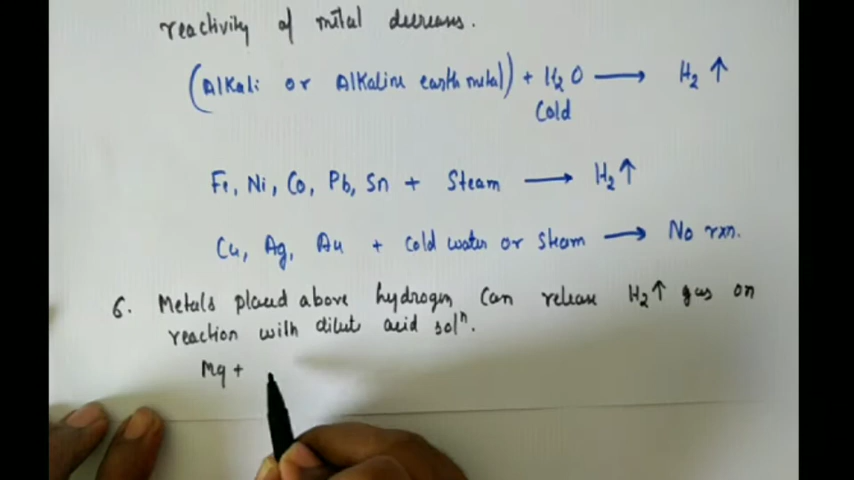 reactivity of metal decreases.
(Alkali or Alkaline earth metal) + H₂O ⟶ H₂ ↑
Cold
Fe, Ni, Co, Pb, Sn + Steam ⟶ H₂↑
Cu, Ag, Au + cold water or steam ⟶ No rxn.
6. Metals placed above hydrogen can release H₂↑ gas on
reaction with dilute acid solⁿ.
Mg +